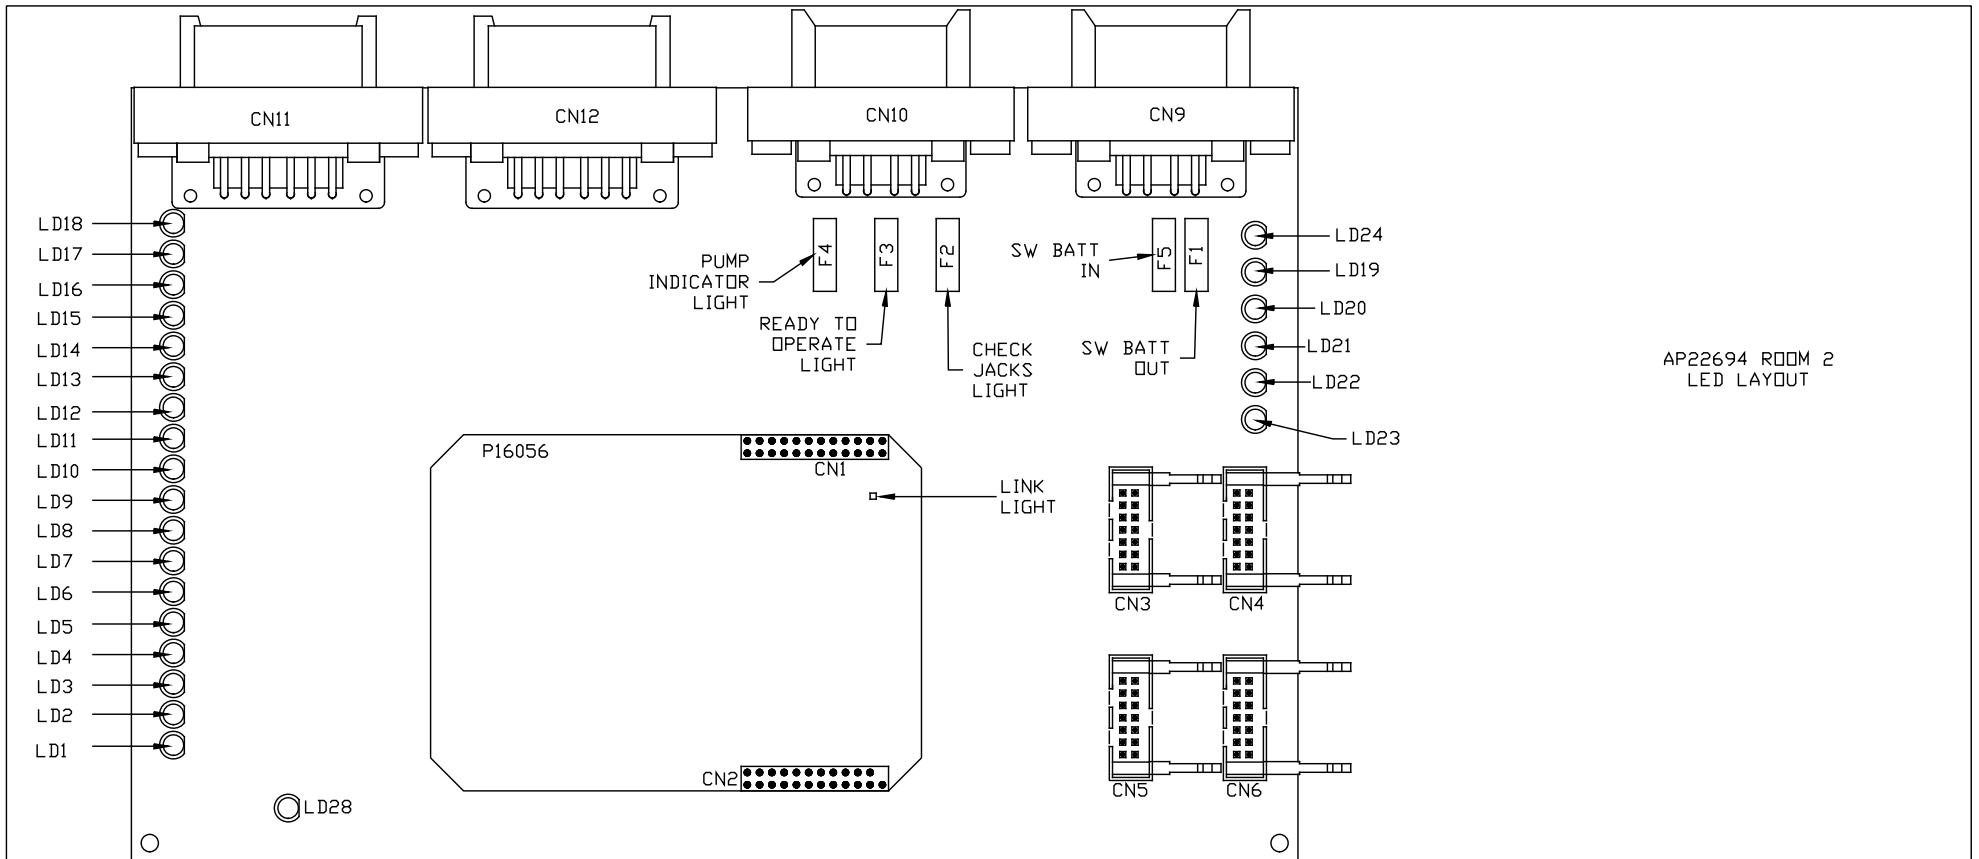 CN11
CN12
CN10
CN9
LD18
LD17
LD16
LD15
LD14
LD13
LD12
LD11
LD10
LD9
LD8
LD7
LD6
LD5
LD4
LD3
LD2
LD1
LD28
PUMP
INDICATOR
LIGHT
F4
F3
F2
READY TO
OPERATE
LIGHT
CHECK
JACKS
LIGHT
SW BATT
IN
F5
F1
SW BATT
OUT
LD24
LD19
LD20
LD21
LD22
LD23
P16056
CN1
LINK
LIGHT
CN2
CN3
CN4
CN5
CN6
AP22694 ROOM 2
LED LAYOUT